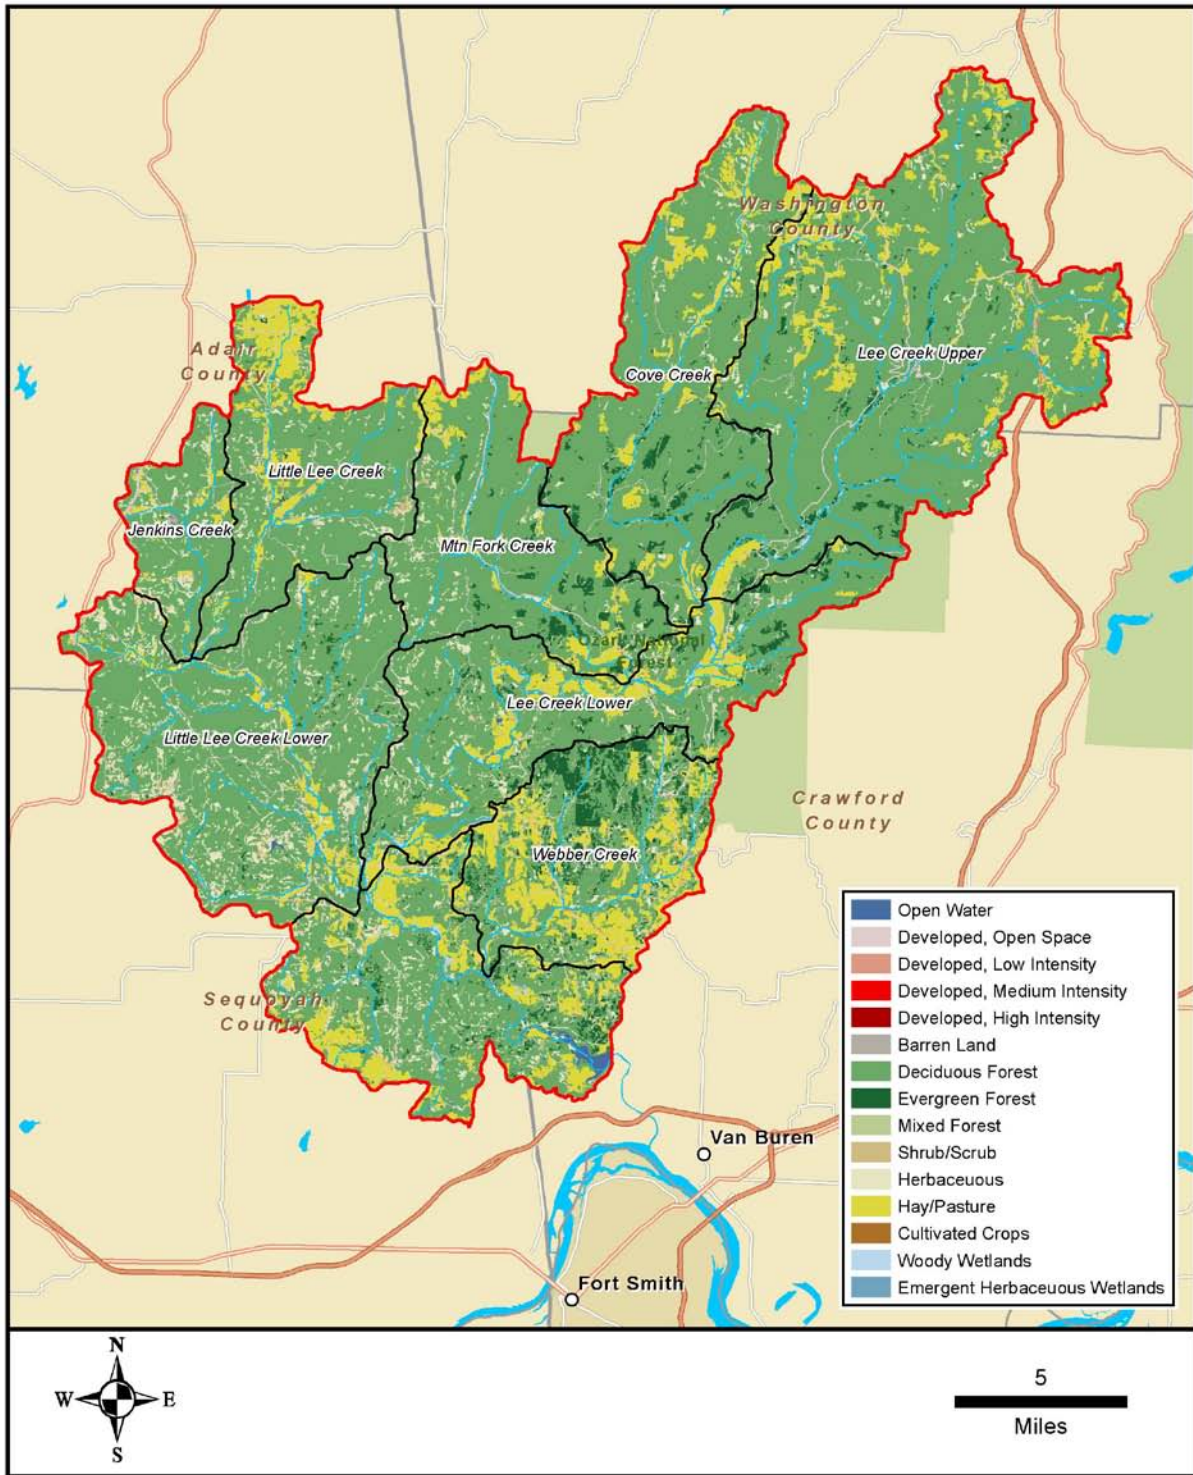 Washington
County
Lee Creek Upper
Cove Creek
Adair
County
Little Lee Creek
Jenkins Creek
Mtn Fork Creek
Ozark National
Forest
Lee Creek Lower
Little Lee Creek Lower
Crawford
County
Webber Creek
Sequoyah
County
Van Buren
Fort Smith
Open Water
Developed, Open Space
Developed, Low Intensity
Developed, Medium Intensity
Developed, High Intensity
Barren Land
Deciduous Forest
Evergreen Forest
Mixed Forest
Shrub/Scrub
Herbaceuous
Hay/Pasture
Cultivated Crops
Woody Wetlands
Emergent Herbaceuous Wetlands
N
W E
S
5
Miles